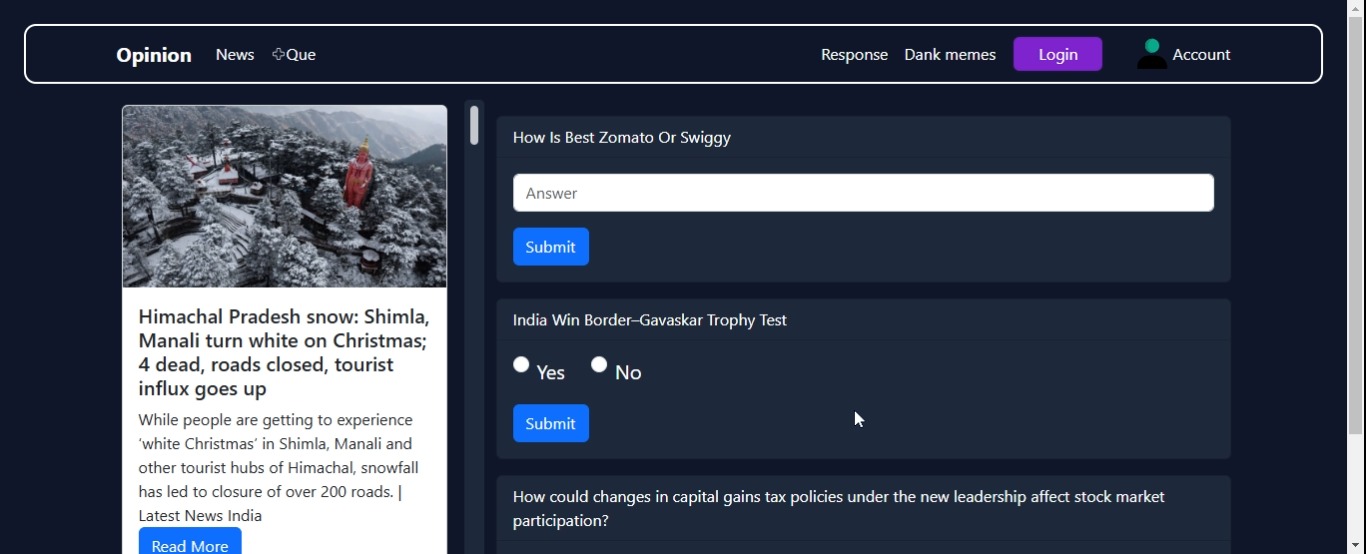 Opinion News Que Response Dank memes Login Account
Himachal Pradesh snow: Shimla,
Manali turn white on Christmas;
4 dead, roads closed, tourist
influx goes up
While people are getting to experience
‘white Christmas’ in Shimla, Manali and
other tourist hubs of Himachal, snowfall
has led to closure of over 200 roads. |
Latest News India
Read More
How Is Best Zomato Or Swiggy
Answer
Submit
India Win Border–Gavaskar Trophy Test
Yes No
Submit
How could changes in capital gains tax policies under the new leadership affect stock market
participation?